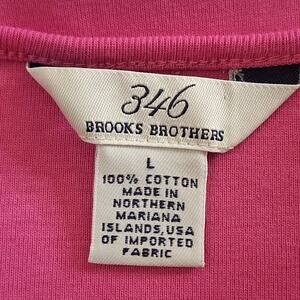 346
BROOKS BROTHERS
L
100% COTTON
MADE IN
NORTHERN
MARIANA
ISLANDS, USA
OF IMPORTED
FABRIC